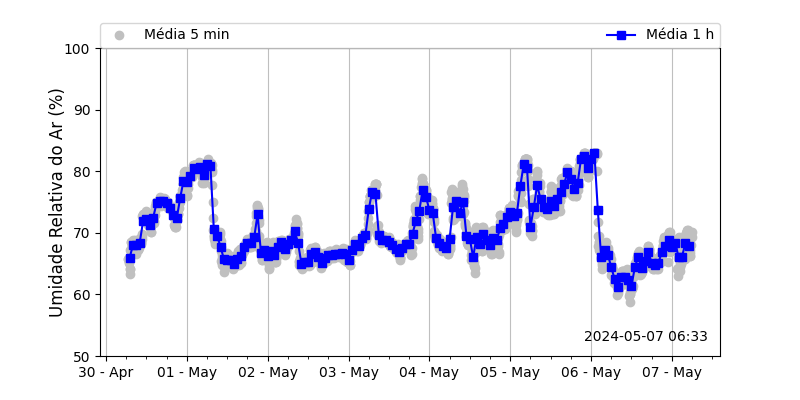 Média 5 min
Média 1 h
100
90
80
70
60
50
Umidade Relativa do Ar (%)
2024-05-07 06:33
30 - Apr
01 - May
02 - May
03 - May
04 - May
05 - May
06 - May
07 - May